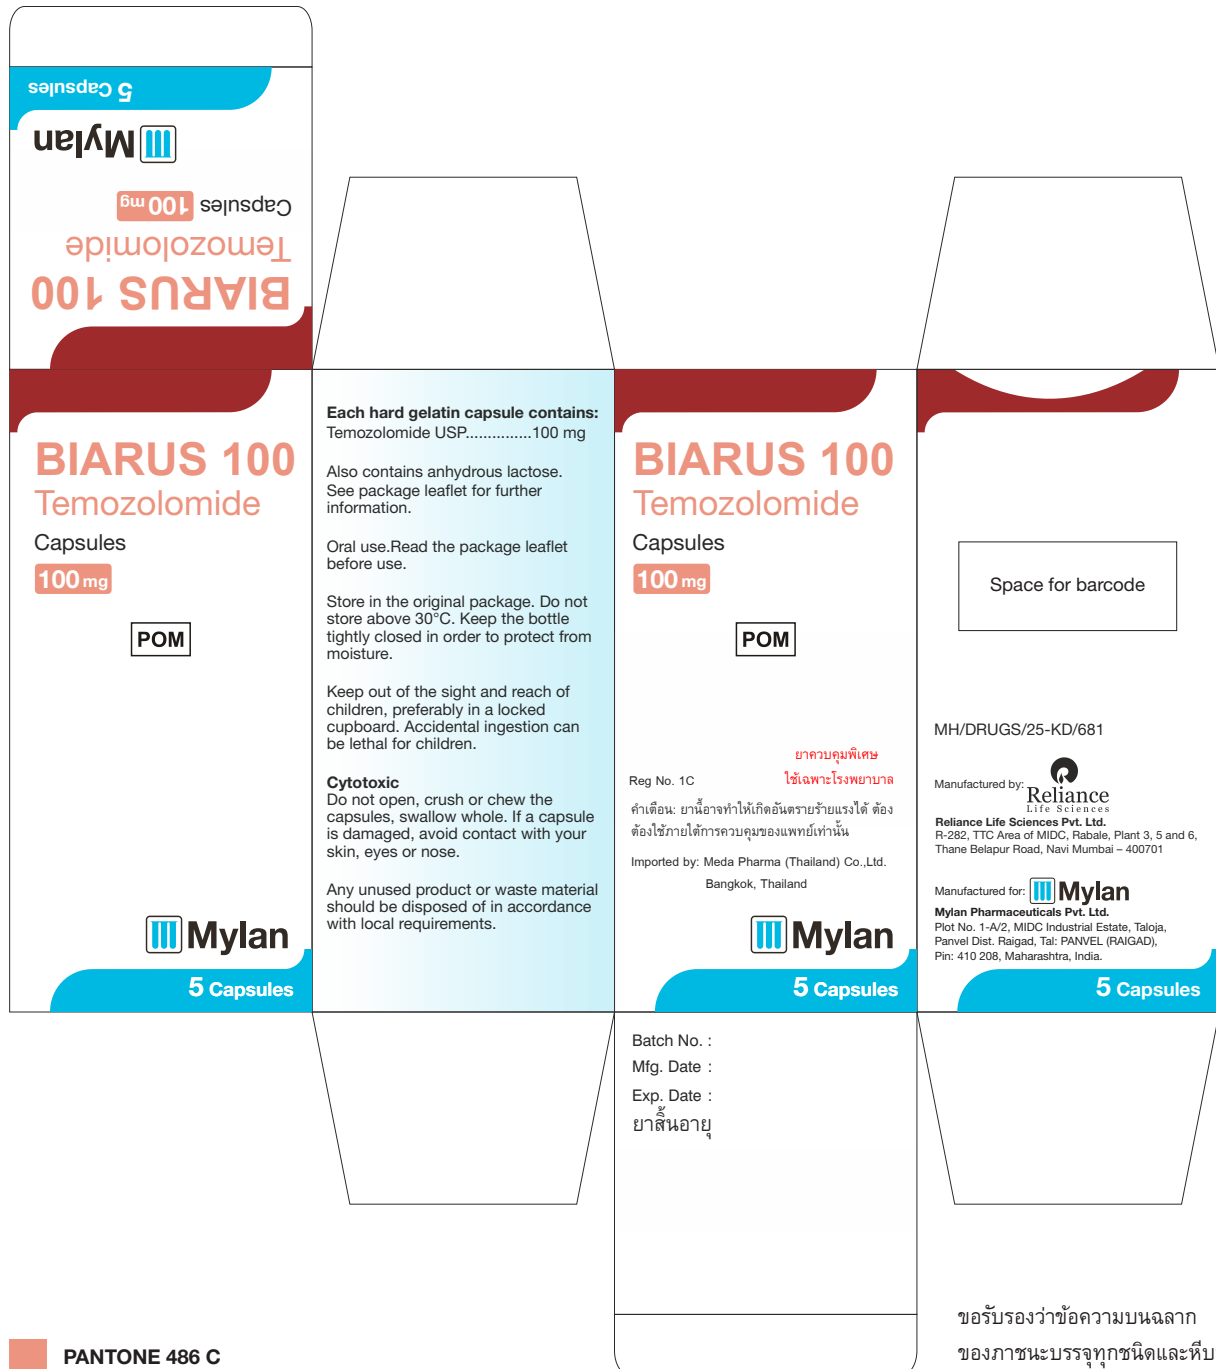 5 Capsules
Mylan
Capsules 100 mg
Temozolomide
BIARUS 100
BIARUS 100
Temozolomide
Capsules
100 mg
POM
Mylan
5 Capsules
Each hard gelatin capsule contains:
Temozolomide USP..............100 mg
Also contains anhydrous lactose.
See package leaflet for further
information.
Oral use.Read the package leaflet
before use.
Store in the original package. Do not
store above 30°C. Keep the bottle
tightly closed in order to protect from
moisture.
Keep out of the sight and reach of
children, preferably in a locked
cupboard. Accidental ingestion can
be lethal for children.
Cytotoxic
Do not open, crush or chew the
capsules, swallow whole. If a capsule
is damaged, avoid contact with your
skin, eyes or nose.
Any unused product or waste material
should be disposed of in accordance
with local requirements.
BIARUS 100
Temozolomide
Capsules
100 mg
POM
ยาควบคุมพิเศษ
Reg No. 1C ใช้เฉพาะโรงพยาบาล
คำเตือน: ยานี้อาจทำให้เกิดอันตรายร้ายแรงได้ ต้อง
ต้องใช้ภายใต้การควบคุมของแพทย์เท่านั้น
Imported by: Meda Pharma (Thailand) Co.,Ltd.
Bangkok, Thailand
Mylan
5 Capsules
Space for barcode
MH/DRUGS/25-KD/681
Manufactured by: Reliance
Life Sciences
Reliance Life Sciences Pvt. Ltd.
R-282, TTC Area of MIDC, Rabale, Plant 3, 5 and 6,
Thane Belapur Road, Navi Mumbai – 400701
Manufactured for: Mylan
Mylan Pharmaceuticals Pvt. Ltd.
Plot No. 1-A/2, MIDC Industrial Estate, Taloja,
Panvel Dist. Raigad, Tal: PANVEL (RAIGAD),
Pin: 410 208, Maharashtra, India.
5 Capsules
Batch No. :
Mfg. Date :
Exp. Date :
ยาสิ้นอายุ
PANTONE 486 C
ขอรับรองว่าข้อความบนฉลาก
ของภาชนะบรรจุทุกชนิดและหีบ